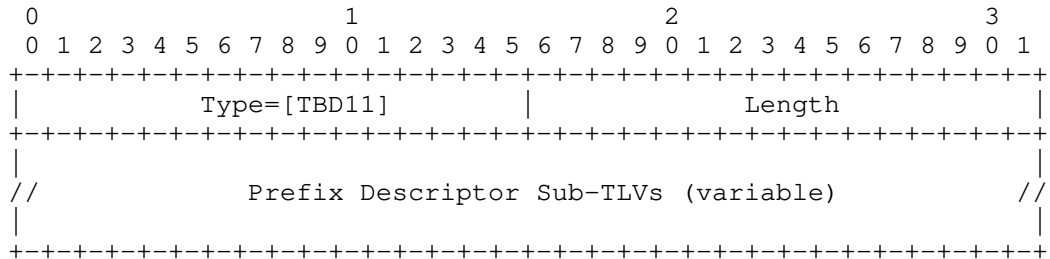 0                   1                   2                   3
 0 1 2 3 4 5 6 7 8 9 0 1 2 3 4 5 6 7 8 9 0 1 2 3 4 5 6 7 8 9 0 1
+-+-+-+-+-+-+-+-+-+-+-+-+-+-+-+-+-+-+-+-+-+-+-+-+-+-+-+-+-+-+-+-+
|           Type=[TBD11]        |             Length            |
+-+-+-+-+-+-+-+-+-+-+-+-+-+-+-+-+-+-+-+-+-+-+-+-+-+-+-+-+-+-+-+-+
|                                                               |
//             Prefix Descriptor Sub-TLVs (variable)           //
|                                                               |
+-+-+-+-+-+-+-+-+-+-+-+-+-+-+-+-+-+-+-+-+-+-+-+-+-+-+-+-+-+-+-+-+